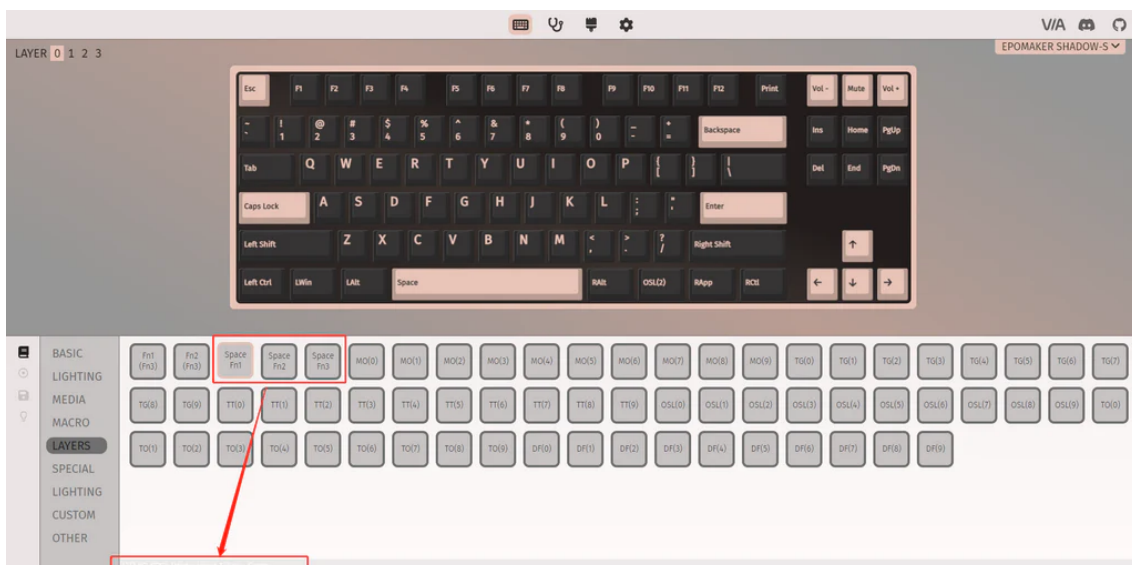 VIA
LAYER 0 1 2 3
EPOMAKER SHADOW-S
Esc F1 F2 F3 F4 F5 F6 F7 F8 F9 F10 F11 F12 Print Vol - Mute Vol +
~ ! @ # $ % ^ & * ( ) _ +
` 1 2 3 4 5 6 7 8 9 0 - = Backspace Ins Home PgUp
Tab Q W E R T Y U I O P { } |
[ ] \ Del End PgDn
Caps Lock A S D F G H J K L : " Enter
; '
Left Shift Z X C V B N M < > ? Right Shift ↑
, . /
Left Ctrl LWin LAlt Space RAlt OSL(2) RApp RCtl ← ↓ →
BASIC
LIGHTING
MEDIA
MACRO
LAYERS
SPECIAL
LIGHTING
CUSTOM
OTHER
Fn1 (Fn3) Fn2 (Fn3) Space Fn1 Space Fn2 Space Fn3 MO(0) MO(1) MO(2) MO(3) MO(4) MO(5) MO(6) MO(7) MO(8) MO(9) TG(0) TG(1) TG(2) TG(3) TG(4) TG(5) TG(6) TG(7)
TG(8) TG(9) TT(0) TT(1) TT(2) TT(3) TT(4) TT(5) TT(6) TT(7) TT(8) TT(9) OSL(0) OSL(1) OSL(2) OSL(3) OSL(4) OSL(5) OSL(6) OSL(7) OSL(8) OSL(9) TO(0)
TO(1) TO(2) TO(3) TO(4) TO(5) TO(6) TO(7) TO(8) TO(9) DF(0) DF(1) DF(2) DF(3) DF(4) DF(5) DF(6) DF(7) DF(8) DF(9)